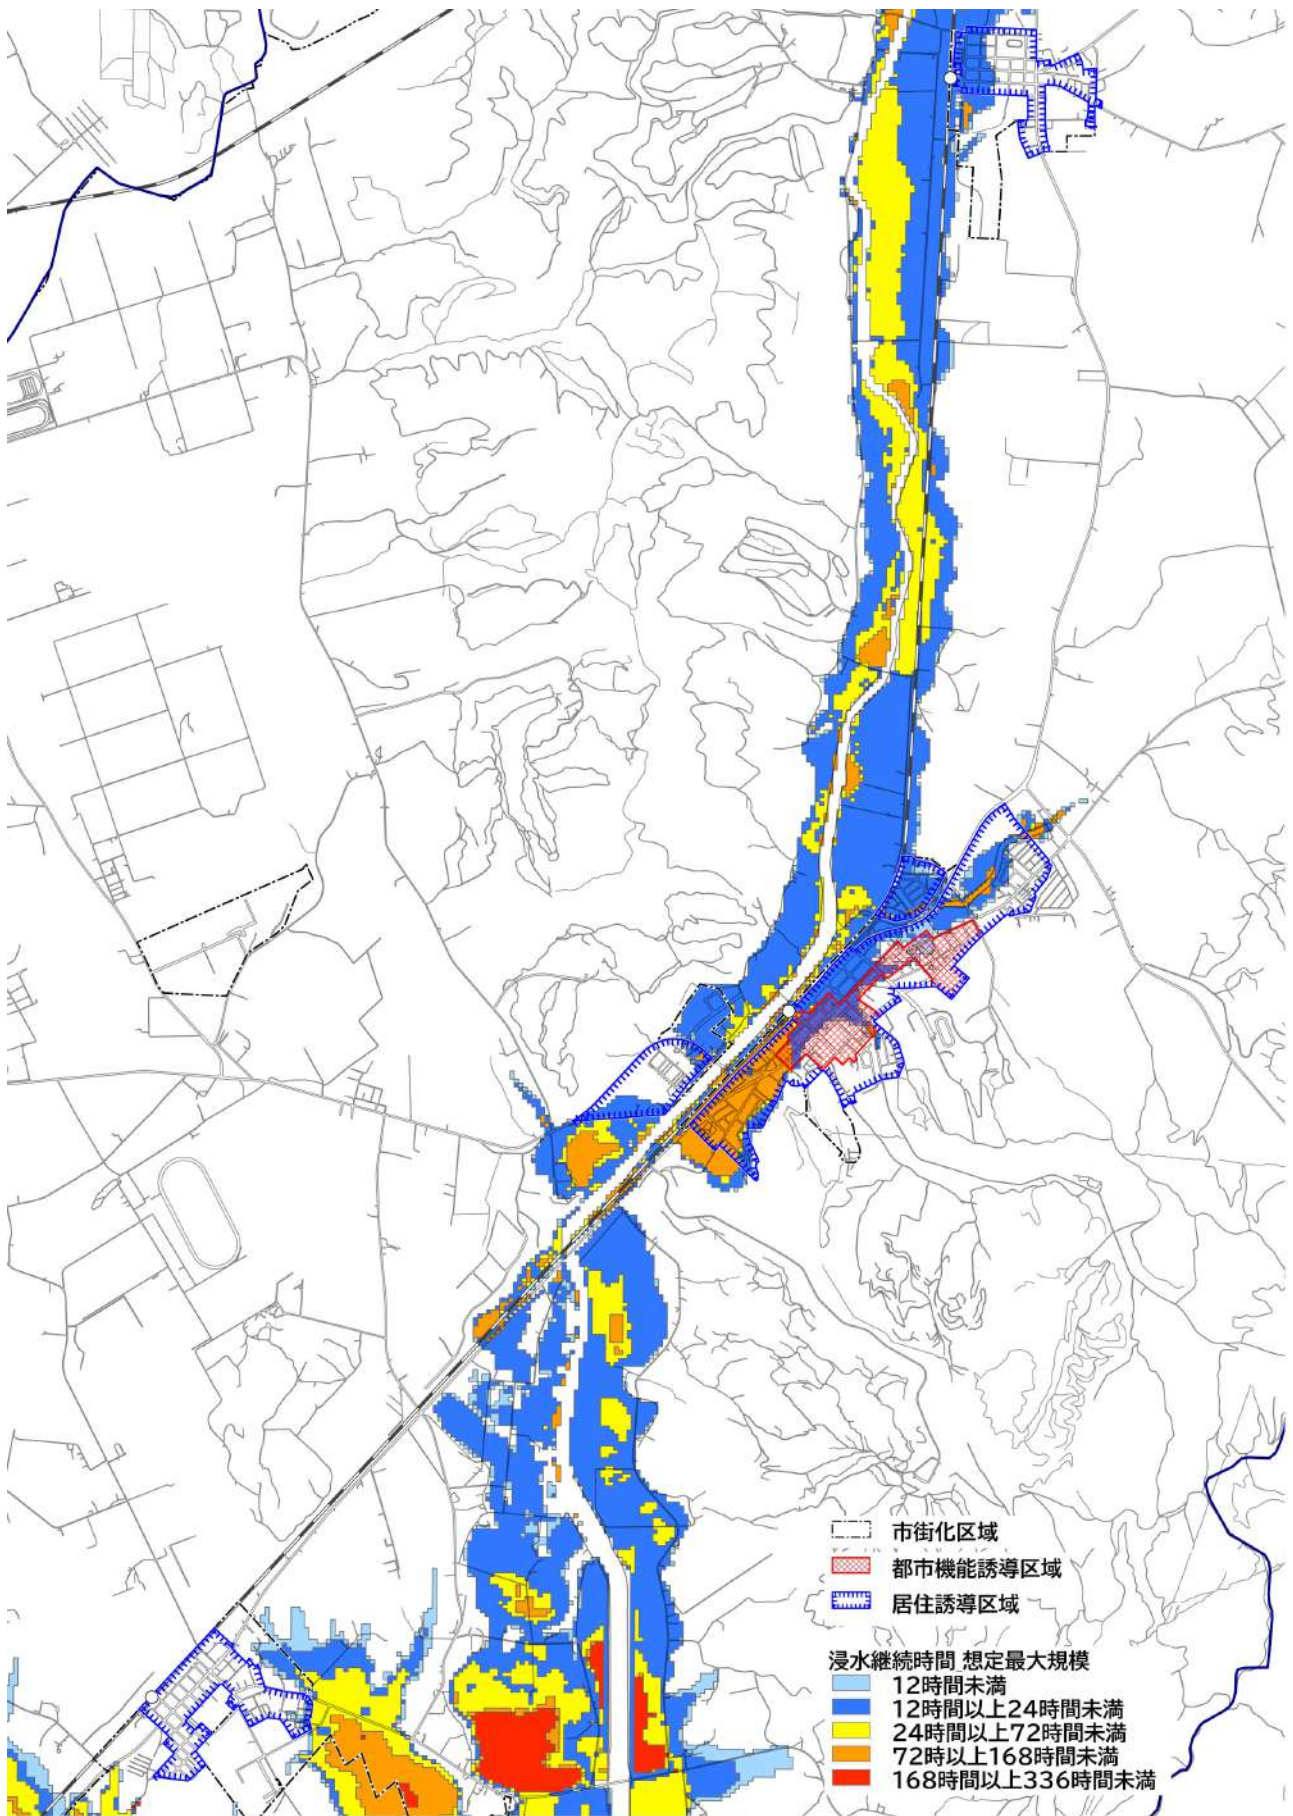 市街化区域
都市機能誘導区域
居住誘導区域
浸水継続時間_想定最大規模
12時間未満
12時間以上24時間未満
24時間以上72時間未満
72時以上168時間未満
168時間以上336時間未満